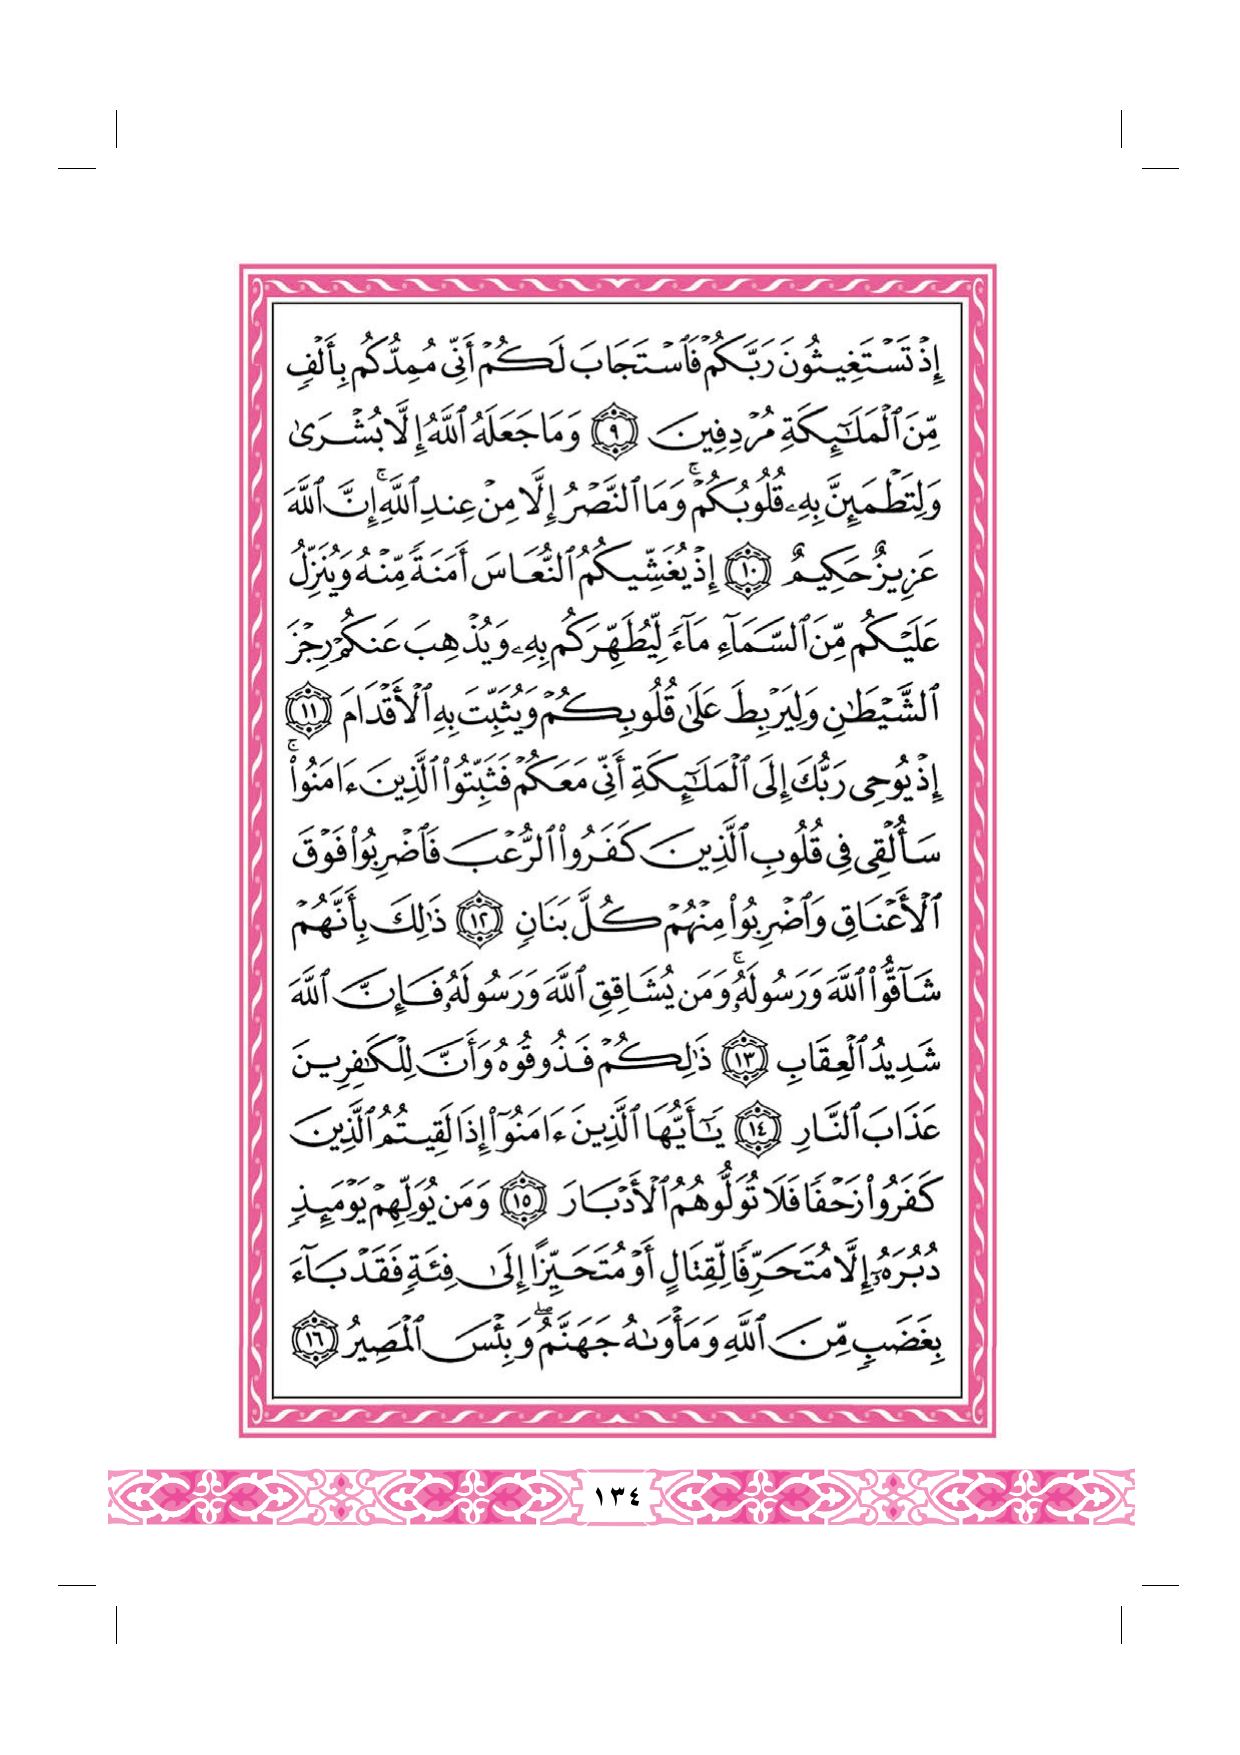 إِذْ تَسْتَغِيثُونَ رَبَّكُمْ فَٱسْتَجَابَ لَكُمْ أَنِّى مُمِدُّكُم بِأَلْفٍ
مِّنَ ٱلْمَلَـٰٓئِكَةِ مُرْدِفِينَ ٩ وَمَا جَعَلَهُ ٱللَّهُ إِلَّا بُشْرَىٰ
وَلِتَطْمَئِنَّ بِهِۦ قُلُوبُكُمْ ۚ وَمَا ٱلنَّصْرُ إِلَّا مِنْ عِندِ ٱللَّهِ ۚ إِنَّ ٱللَّهَ
عَزِيزٌ حَكِيمٌ ١٠ إِذْ يُغَشِّيكُمُ ٱلنُّعَاسَ أَمَنَةً مِّنْهُ وَيُنَزِّلُ
عَلَيْكُم مِّنَ ٱلسَّمَآءِ مَآءً لِّيُطَهِّرَكُم بِهِۦ وَيُذْهِبَ عَنكُمْ رِجْزَ
ٱلشَّيْطَـٰنِ وَلِيَرْبِطَ عَلَىٰ قُلُوبِكُمْ وَيُثَبِّتَ بِهِ ٱلْأَقْدَامَ ١١
إِذْ يُوحِى رَبُّكَ إِلَى ٱلْمَلَـٰٓئِكَةِ أَنِّى مَعَكُمْ فَثَبِّتُوا۟ ٱلَّذِينَ ءَامَنُوا۟ ۚ
سَأُلْقِى فِى قُلُوبِ ٱلَّذِينَ كَفَرُوا۟ ٱلرُّعْبَ فَٱضْرِبُوا۟ فَوْقَ
ٱلْأَعْنَاقِ وَٱضْرِبُوا۟ مِنْهُمْ كُلَّ بَنَانٍ ١٢ ذَٰلِكَ بِأَنَّهُمْ
شَآقُّوا۟ ٱللَّهَ وَرَسُولَهُۥ ۚ وَمَن يُشَاقِقِ ٱللَّهَ وَرَسُولَهُۥ فَإِنَّ ٱللَّهَ
شَدِيدُ ٱلْعِقَابِ ١٣ ذَٰلِكُمْ فَذُوقُوهُ وَأَنَّ لِلْكَـٰفِرِينَ
عَذَابَ ٱلنَّارِ ١٤ يَـٰٓأَيُّهَا ٱلَّذِينَ ءَامَنُوٓا۟ إِذَا لَقِيتُمُ ٱلَّذِينَ
كَفَرُوا۟ زَحْفًا فَلَا تُوَلُّوهُمُ ٱلْأَدْبَارَ ١٥ وَمَن يُوَلِّهِمْ يَوْمَئِذٍ
دُبُرَهُۥٓ إِلَّا مُتَحَرِّفًا لِّقِتَالٍ أَوْ مُتَحَيِّزًا إِلَىٰ فِئَةٍ فَقَدْ بَآءَ
بِغَضَبٍ مِّنَ ٱللَّهِ وَمَأْوَىٰهُ جَهَنَّمُ ۖ وَبِئْسَ ٱلْمَصِيرُ ١٦
١٣٤